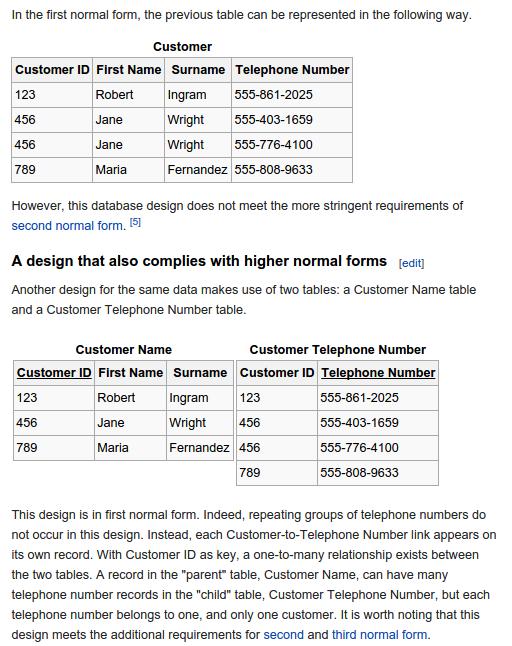 In the first normal form, the previous table can be represented in the following way.
Customer
Customer ID First Name Surname Telephone Number
123 Robert Ingram 555-861-2025
456 Jane Wright 555-403-1659
456 Jane Wright 555-776-4100
789 Maria Fernandez 555-808-9633
However, this database design does not meet the more stringent requirements of
second normal form. [5]
A design that also complies with higher normal forms [edit]
Another design for the same data makes use of two tables: a Customer Name table
and a Customer Telephone Number table.
Customer Name
Customer ID First Name Surname
123 Robert Ingram
456 Jane Wright
789 Maria Fernandez
Customer Telephone Number
Customer ID Telephone Number
123 555-861-2025
456 555-403-1659
456 555-776-4100
789 555-808-9633
This design is in first normal form. Indeed, repeating groups of telephone numbers do
not occur in this design. Instead, each Customer-to-Telephone Number link appears on
its own record. With Customer ID as key, a one-to-many relationship exists between
the two tables. A record in the "parent" table, Customer Name, can have many
telephone number records in the "child" table, Customer Telephone Number, but each
telephone number belongs to one, and only one customer. It is worth noting that this
design meets the additional requirements for second and third normal form.